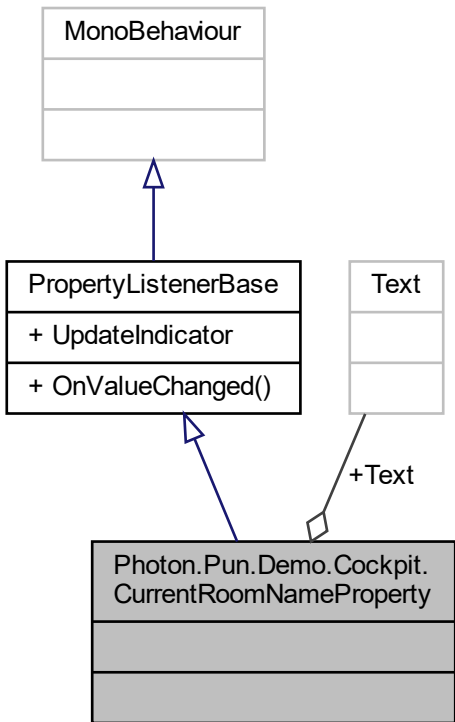 MonoBehaviour
PropertyListenerBase
+ UpdateIndicator
+ OnValueChanged()
Text
+Text
Photon.Pun.Demo.Cockpit.
CurrentRoomNameProperty